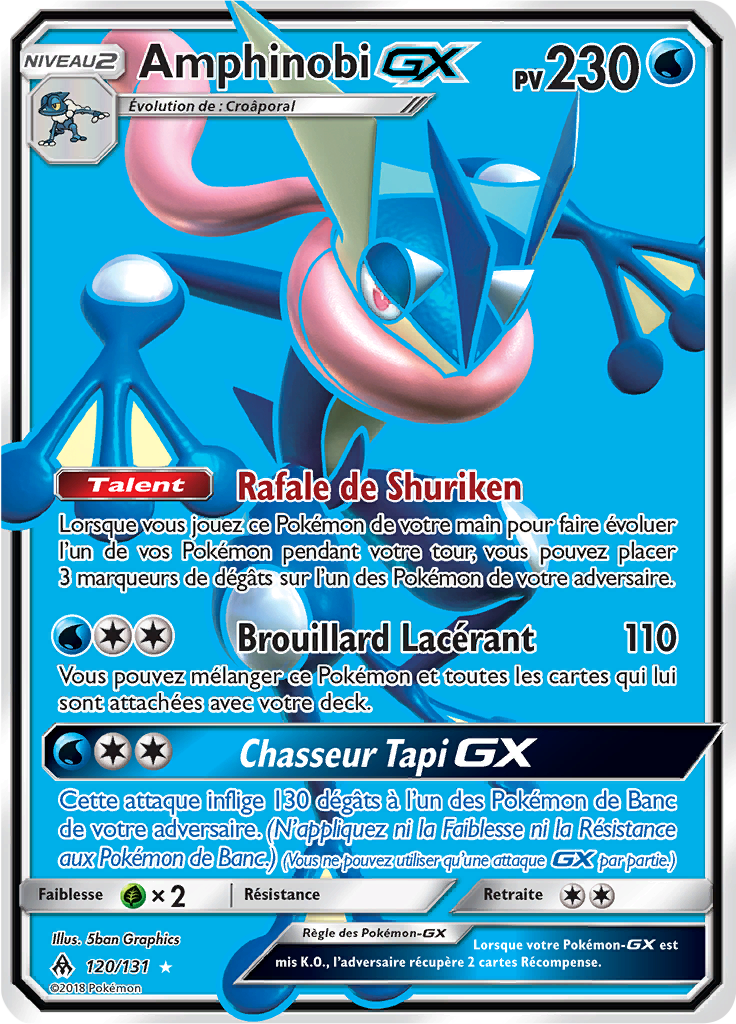 NIVEAU2
Amphinobi GX
PV230
Évolution de : Croâporal
Talent Rafale de Shuriken
Lorsque vous jouez ce Pokémon de votre main pour faire évoluer
l'un de vos Pokémon pendant votre tour, vous pouvez placer
3 marqueurs de dégâts sur l'un des Pokémon de votre adversaire.
Brouillard Lacérant 110
Vous pouvez mélanger ce Pokémon et toutes les cartes qui lui
sont attachées avec votre deck.
Chasseur Tapi GX
Cette attaque inflige 130 dégâts à l'un des Pokémon de Banc
de votre adversaire. (N'appliquez ni la Faiblesse ni la Résistance
aux Pokémon de Banc.) (Vous ne pouvez utiliser qu'une attaque GX par partie.)
Faiblesse ×2 Résistance Retraite
Illus. 5ban Graphics
120/131
©2018 Pokémon
Règle des Pokémon-GX
Lorsque votre Pokémon-GX est
mis K.O., l'adversaire récupère 2 cartes Récompense.